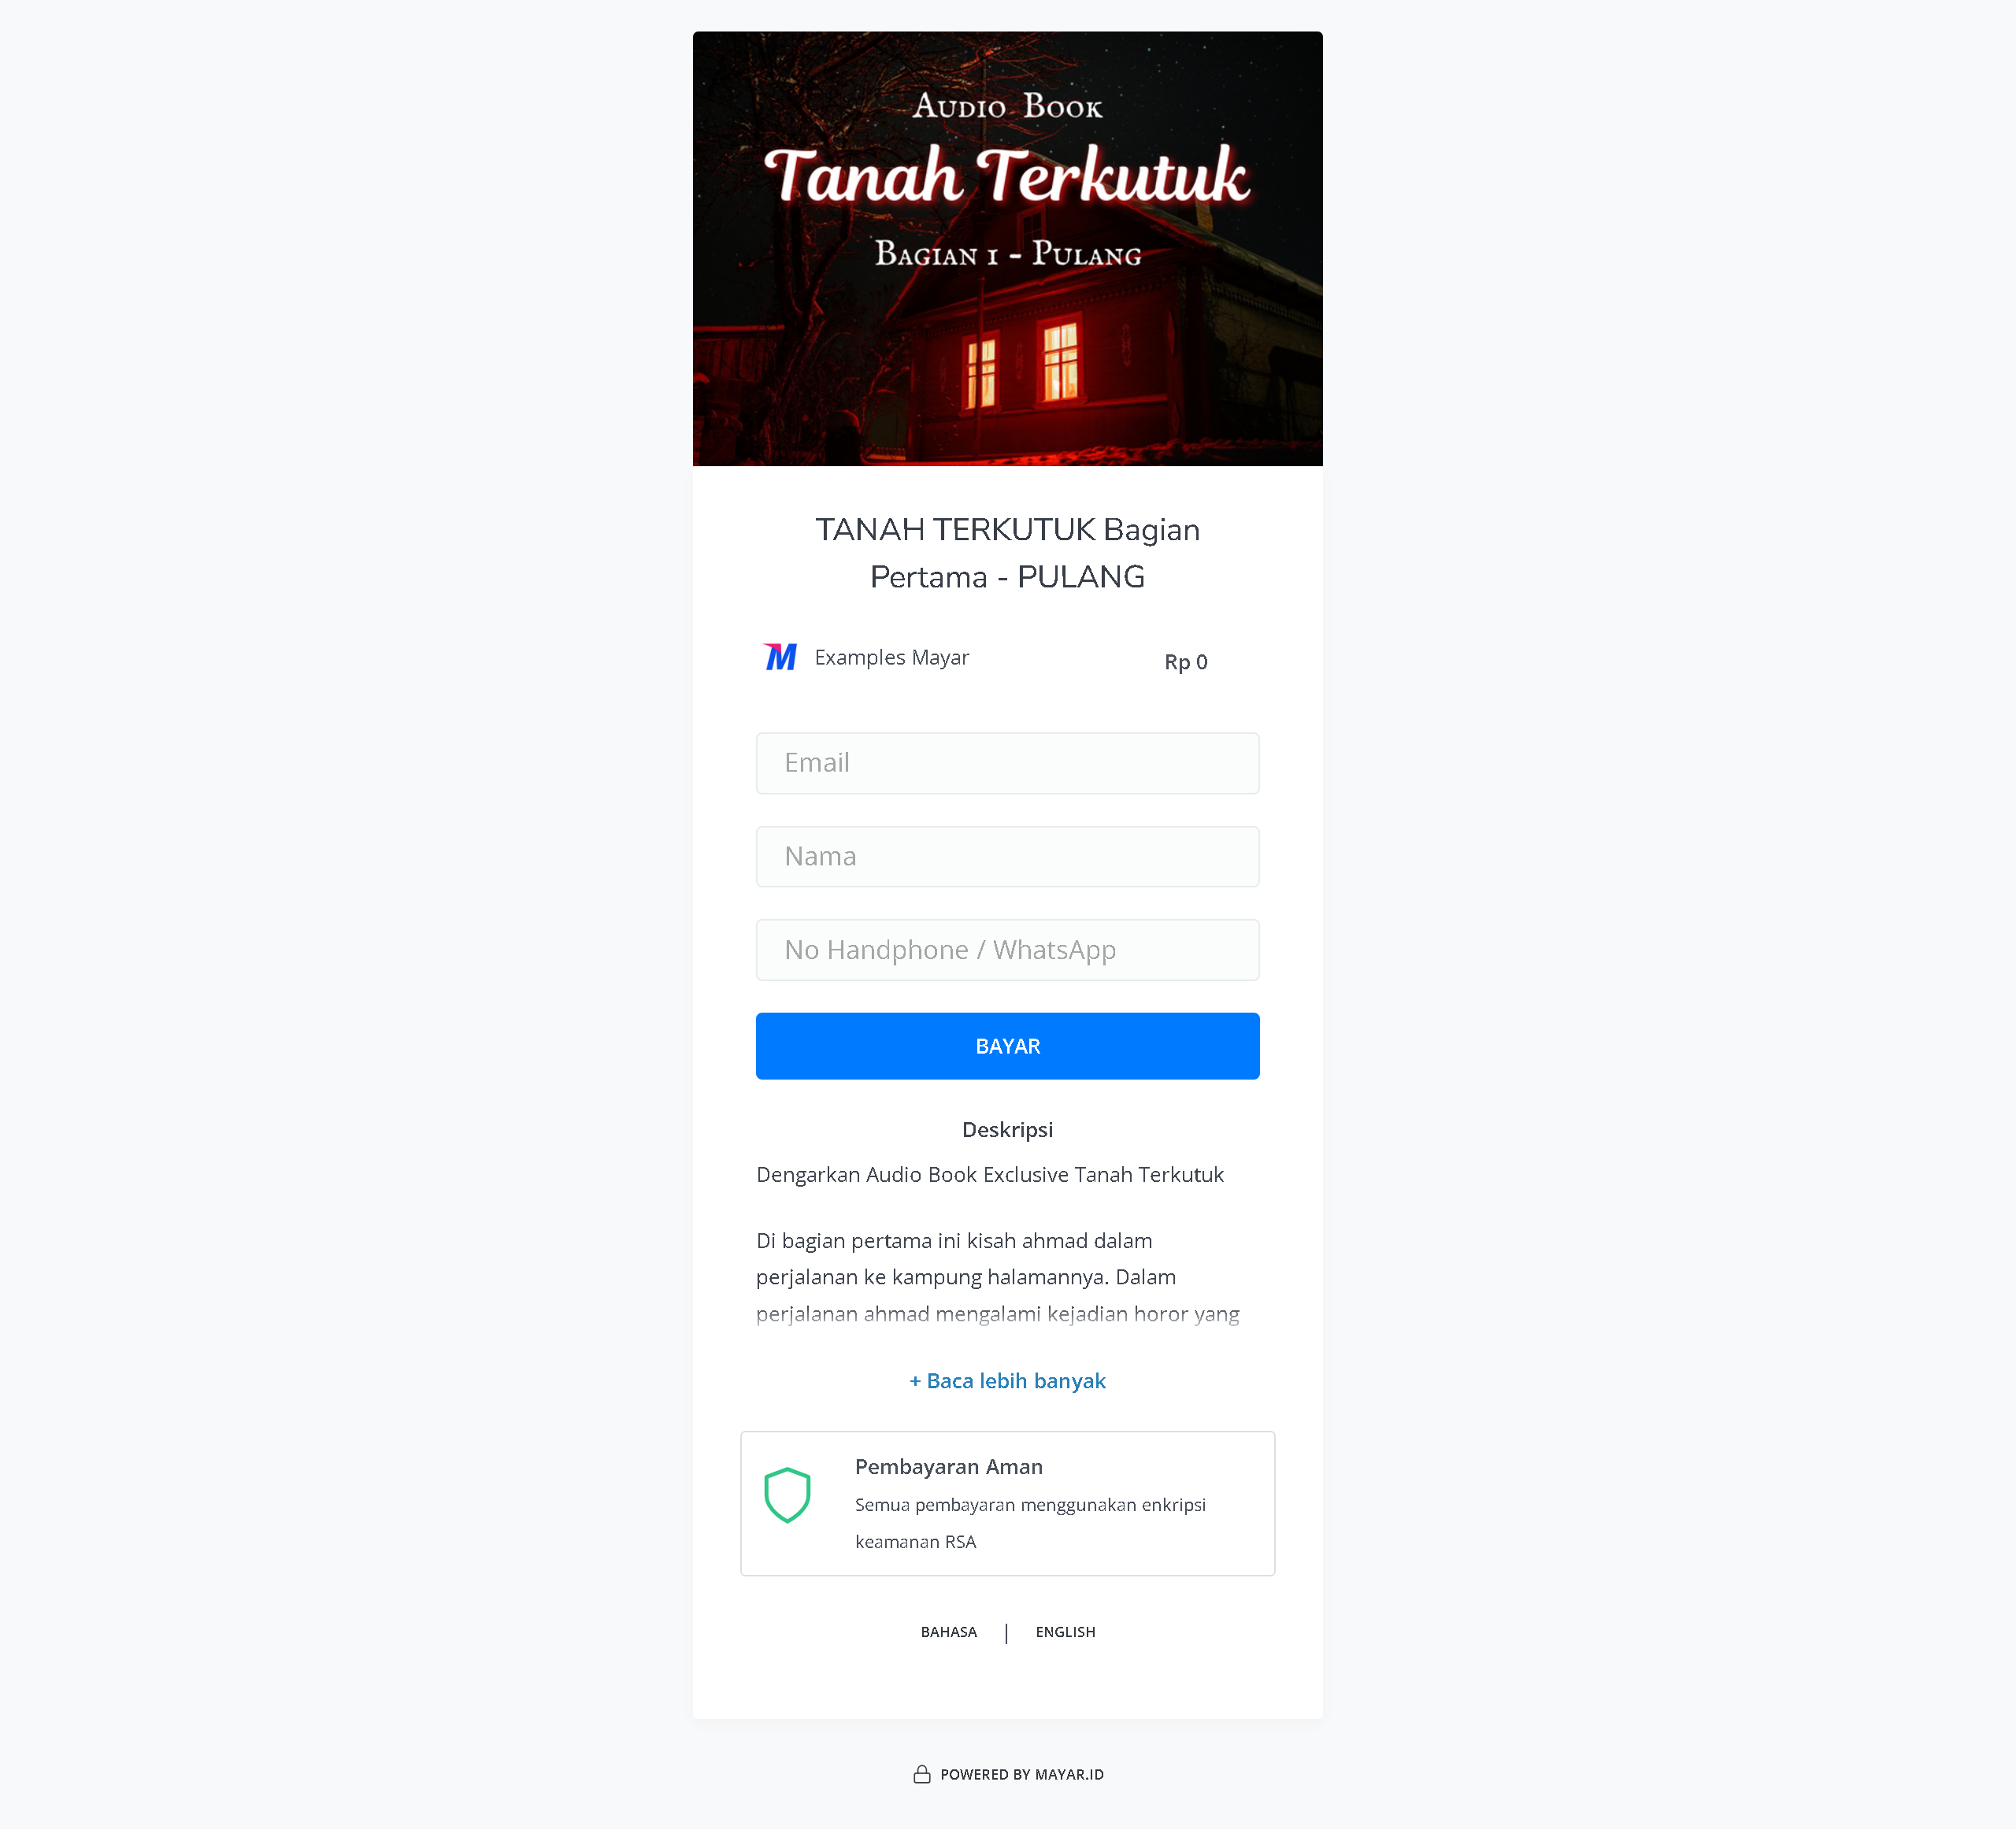 Audio Book
Tanah Terkutuk
Bagian 1 - Pulang
TANAH TERKUTUK Bagian
Pertama - PULANG
M Examples Mayar
Rp 0
Email
Nama
No Handphone / WhatsApp
BAYAR
Deskripsi
Dengarkan Audio Book Exclusive Tanah Terkutuk
Di bagian pertama ini kisah ahmad dalam
perjalanan ke kampung halamannya. Dalam
perjalanan ahmad mengalami kejadian horor yang
+ Baca lebih banyak
Pembayaran Aman
Semua pembayaran menggunakan enkripsi
keamanan RSA
BAHASA | ENGLISH
POWERED BY MAYAR.ID